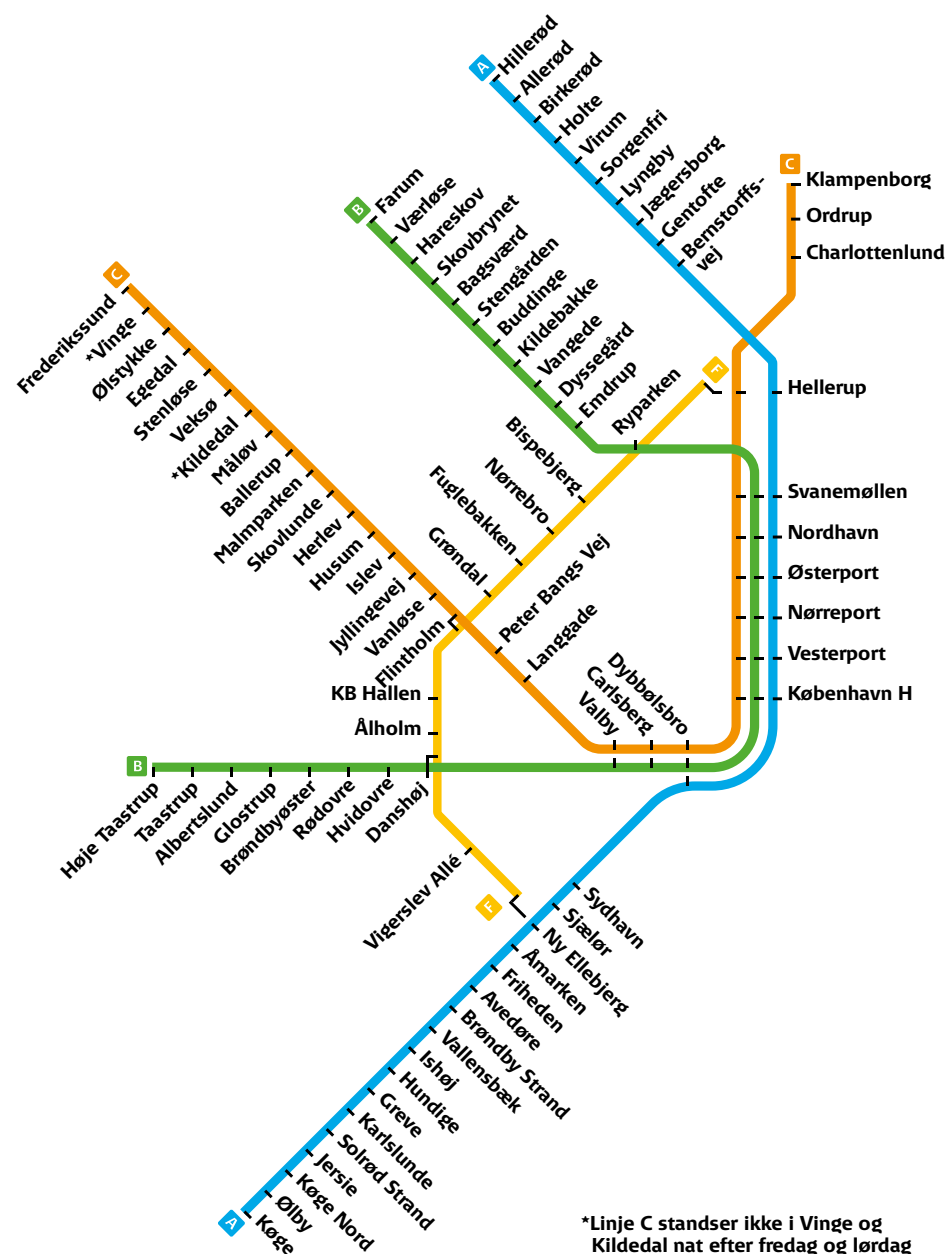 A
Hillerød
Allerød
Birkerød
Holte
Virum
Sorgenfri
Lyngby
Jægersborg
Gentofte
Bernstorffs-
vej
C
Klampenborg
Ordrup
Charlottenlund
B
Farum
Værløse
Hareskov
Skovbrynet
Bagsværd
Stengården
Buddinge
Kildebakke
Vangede
Dyssegård
Emdrup
Ryparken
F
Hellerup
Svanemøllen
Nordhavn
Østerport
Nørreport
Vesterport
København H
C
Frederikssund
*Vinge
Ølstykke
Egedal
Stenløse
Veksø
*Kildedal
Måløv
Ballerup
Malmparken
Skovlunde
Herlev
Husum
Islev
Jyllingevej
Vanløse
Flintholm
Peter Bangs Vej
Langgade
Valby
Carlsberg
Dybbølsbro
Bispebjerg
Nørrebro
Fuglebakken
Grøndal
KB Hallen
Ålholm
B
Høje Taastrup
Taastrup
Albertslund
Glostrup
Brøndbyøster
Rødovre
Hvidovre
Danshøj
Vigerslev Allé
F
Sydhavn
Sjælør
Ny Ellebjerg
Åmarken
Friheden
Avedøre
Brøndby Strand
Vallensbæk
Ishøj
Hundige
Greve
Karlslunde
Solrød Strand
Jersie
Køge Nord
Ølby
Køge
A
*Linje C standser ikke i Vinge og
Kildedal nat efter fredag og lørdag